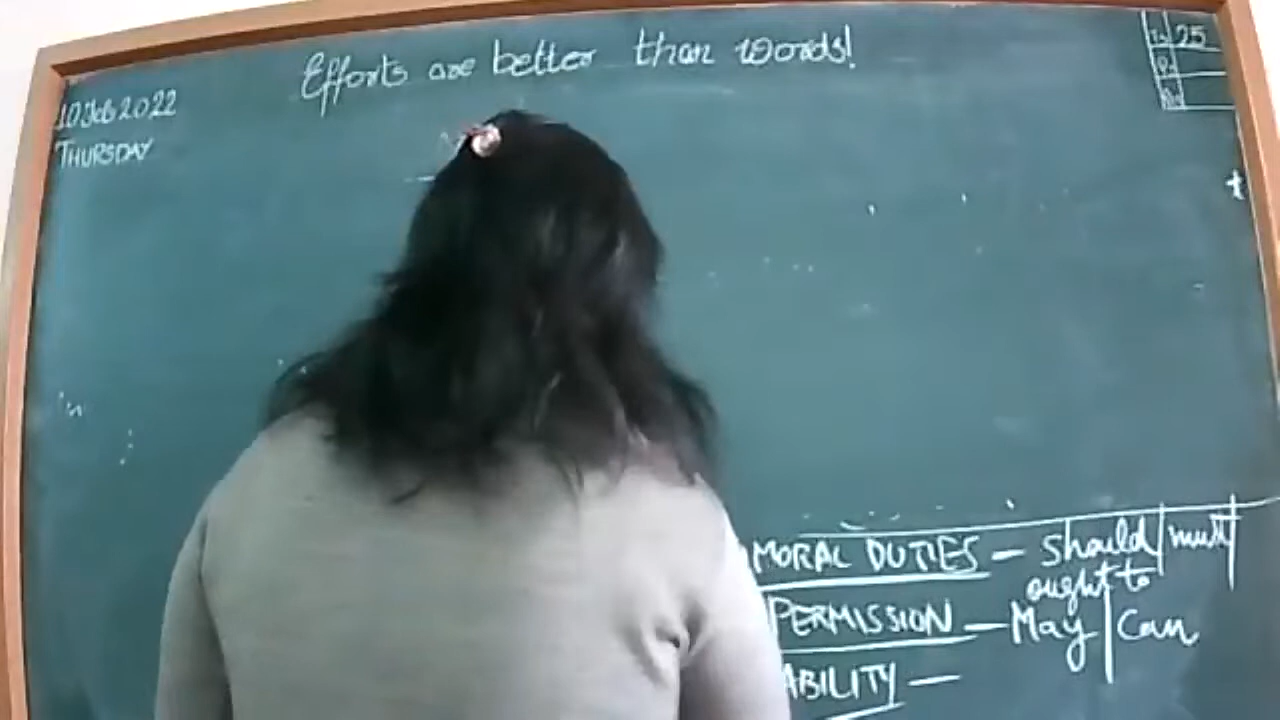 Efforts are better than words!
10 Feb 2022
THURSDAY
25
MORAL DUTIES – should/must
ought to
PERMISSION – May/Can
ABILITY –